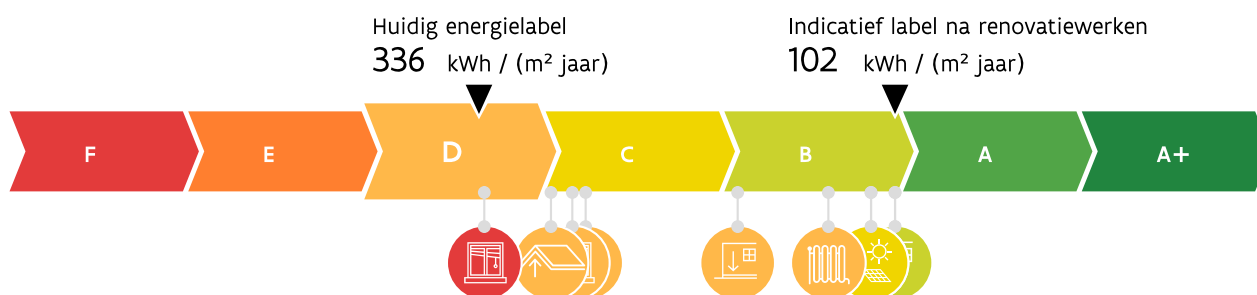 Huidig energielabel
336 kWh / (m² jaar)
Indicatief label na renovatiewerken
102 kWh / (m² jaar)
F E D C B A A+